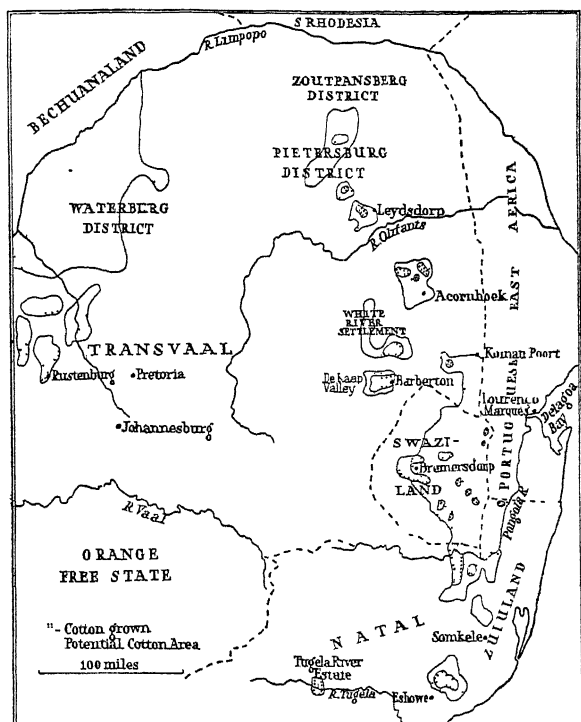 S RHODESIA
R Limpopo
BECHUANALAND
ZOUTPANSBERG
DISTRICT
PIETERSBURG
DISTRICT
WATERBERG
DISTRICT
Leydsdorp
R Olifants
PORTUGUESE EAST AERICA
Acornhoek
WHITE
RIVER
SETTLEMENT
Koman Poort
TRANSVAAL
Rustenburg
Pretoria
De Kaap
Valley
Barberton
Lourenco
Marques
Delagoa
Bay
Johannesburg
SWAZI-
LAND
Bremersdorp
R Vaal
Pongola R
ORANGE
FREE STATE
"- Cotton grown
Potential Cotton Area
100 miles
NATAL
ZULULAND
Somkele
Tugela River
Estate
R. Tugela
Eshowe